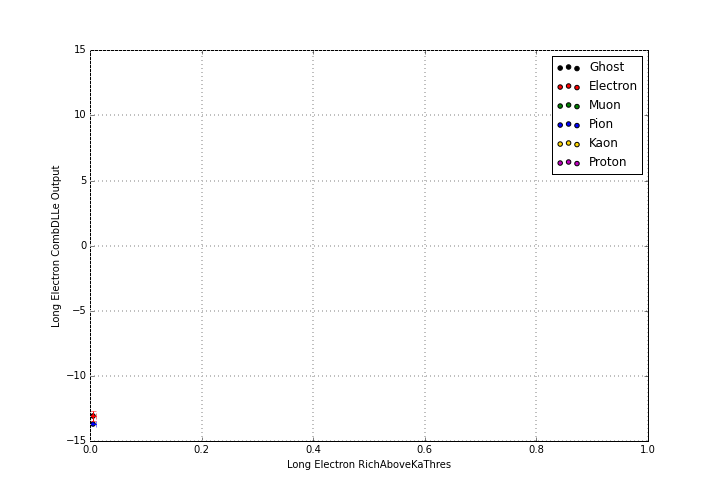 15
10
5
0
−5
−10
−15
0.0 0.2 0.4 0.6 0.8 1.0
Long Electron RichAboveKaThres
Long Electron CombDLLe Output
Ghost
Electron
Muon
Pion
Kaon
Proton